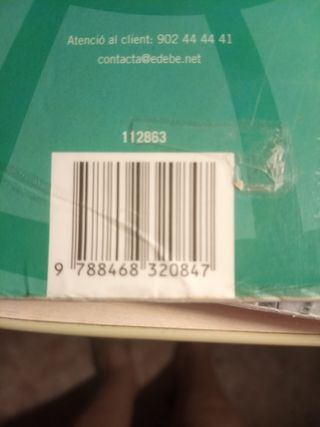 Atenció al client: 902 44 44 41
contacta@edebe.net
112863
9 788468 320847